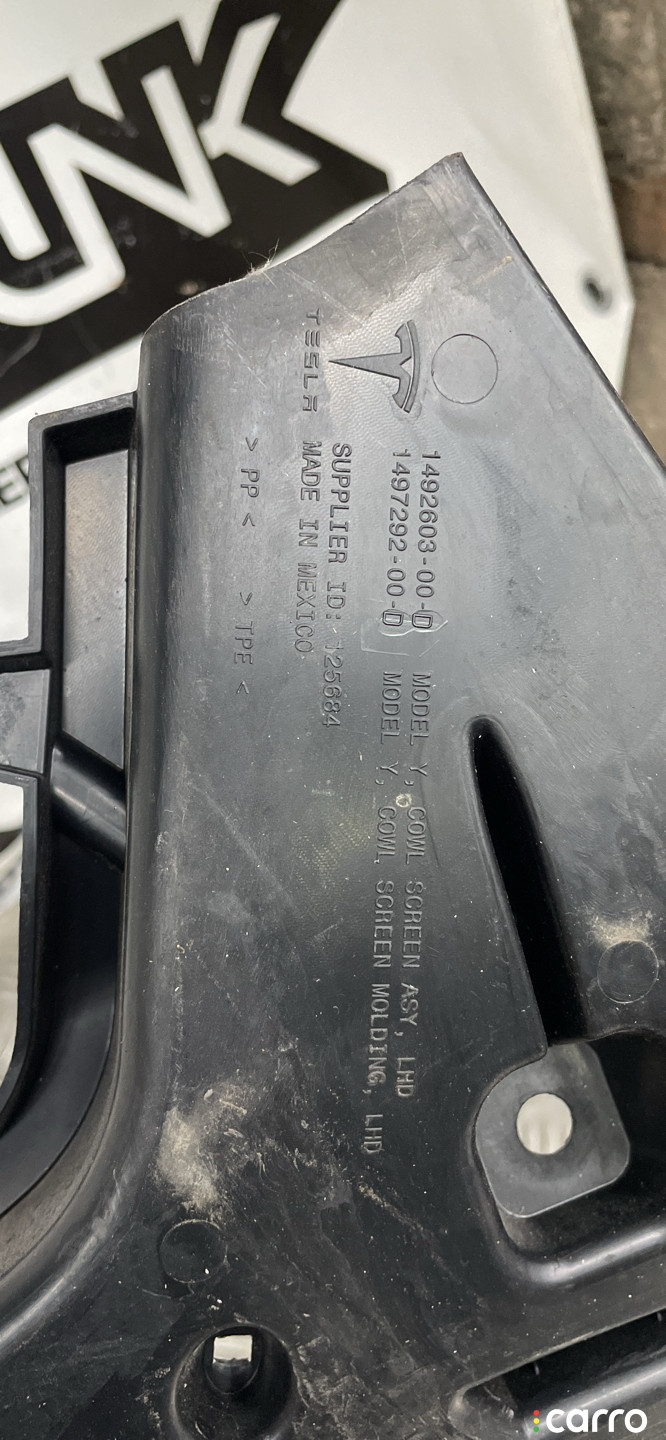 UNK
1492603-00-D MODEL Y, COWL SCREEN ASY, LHD
1497292-00-D MODEL Y, COWL SCREEN MOLDING, LHD
SUPPLIER ID: 125684
TESLA MADE IN MEXICO
>PP< >TPE<
carro